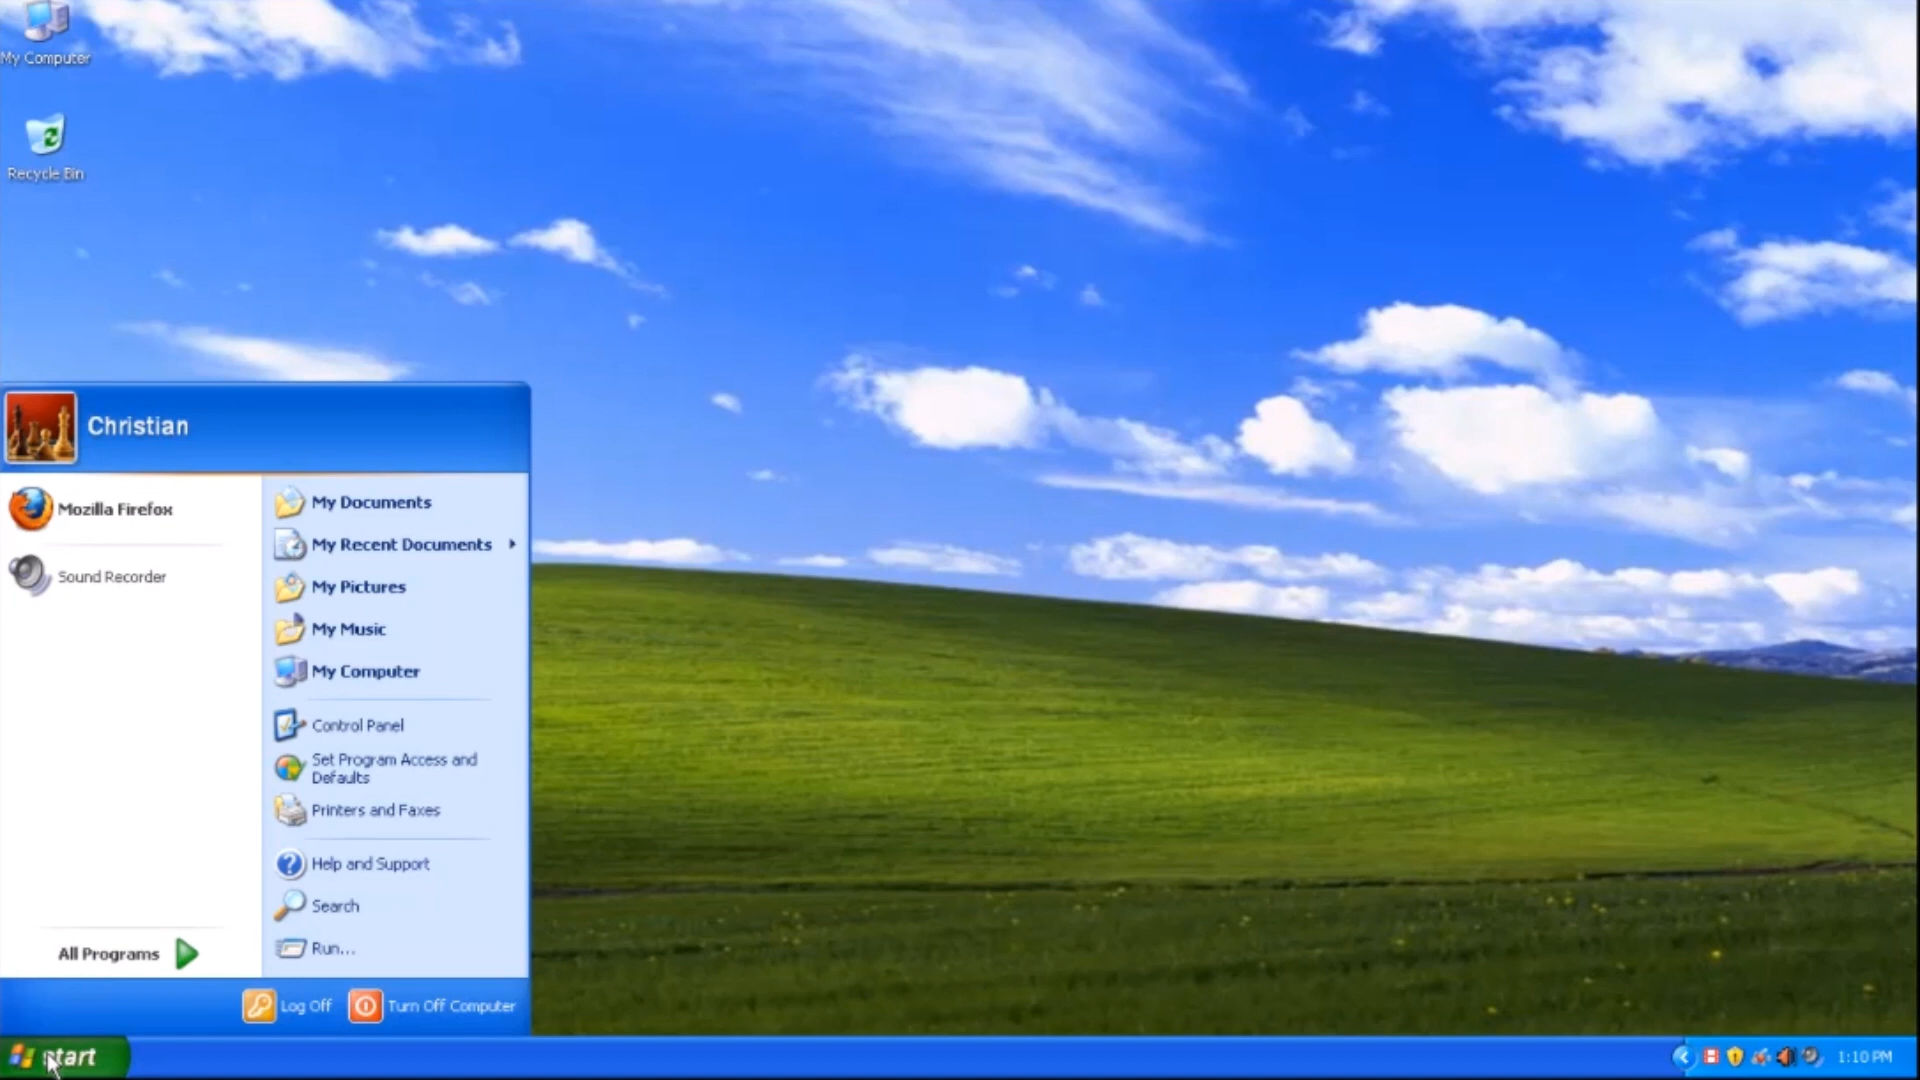 My Computer
Recycle Bin
Christian
Mozilla Firefox
Sound Recorder
All Programs
My Documents
My Recent Documents
My Pictures
My Music
My Computer
Control Panel
Set Program Access and
Defaults
Printers and Faxes
Help and Support
Search
Run...
Log Off
Turn Off Computer
start
1:10 PM